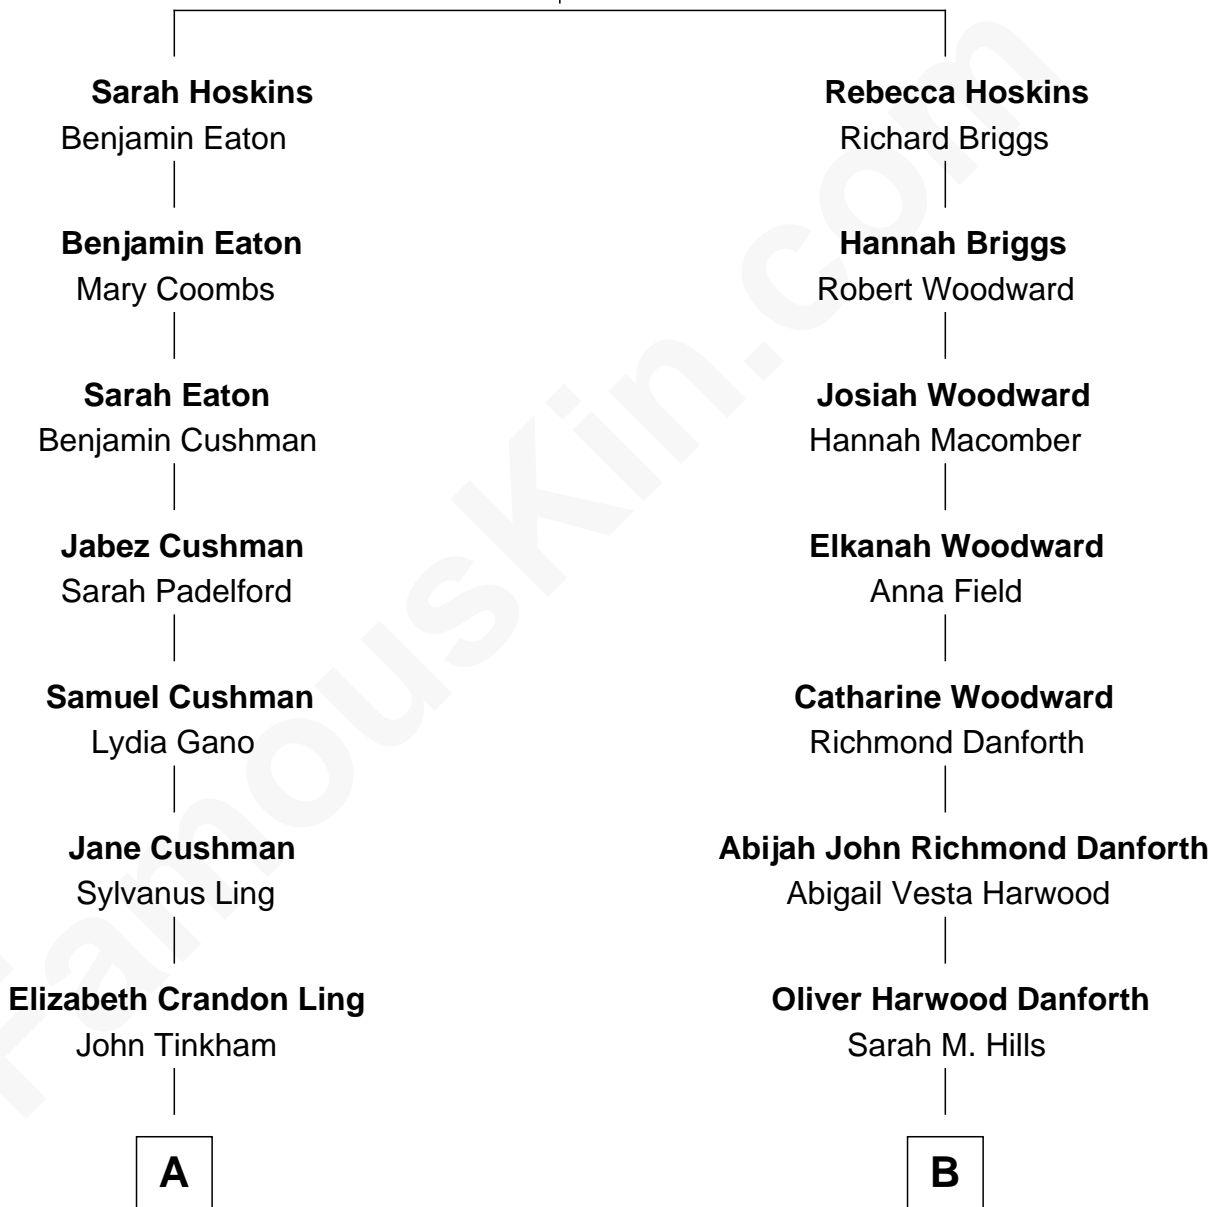 Sarah Hoskins
Benjamin Eaton
Benjamin Eaton
Mary Coombs
Sarah Eaton
Benjamin Cushman
Jabez Cushman
Sarah Padelford
Samuel Cushman
Lydia Gano
Jane Cushman
Sylvanus Ling
Elizabeth Crandon Ling
John Tinkham
A
Rebecca Hoskins
Richard Briggs
Hannah Briggs
Robert Woodward
Josiah Woodward
Hannah Macomber
Elkanah Woodward
Anna Field
Catharine Woodward
Richmond Danforth
Abijah John Richmond Danforth
Abigail Vesta Harwood
Oliver Harwood Danforth
Sarah M. Hills
B
FamousKin.com